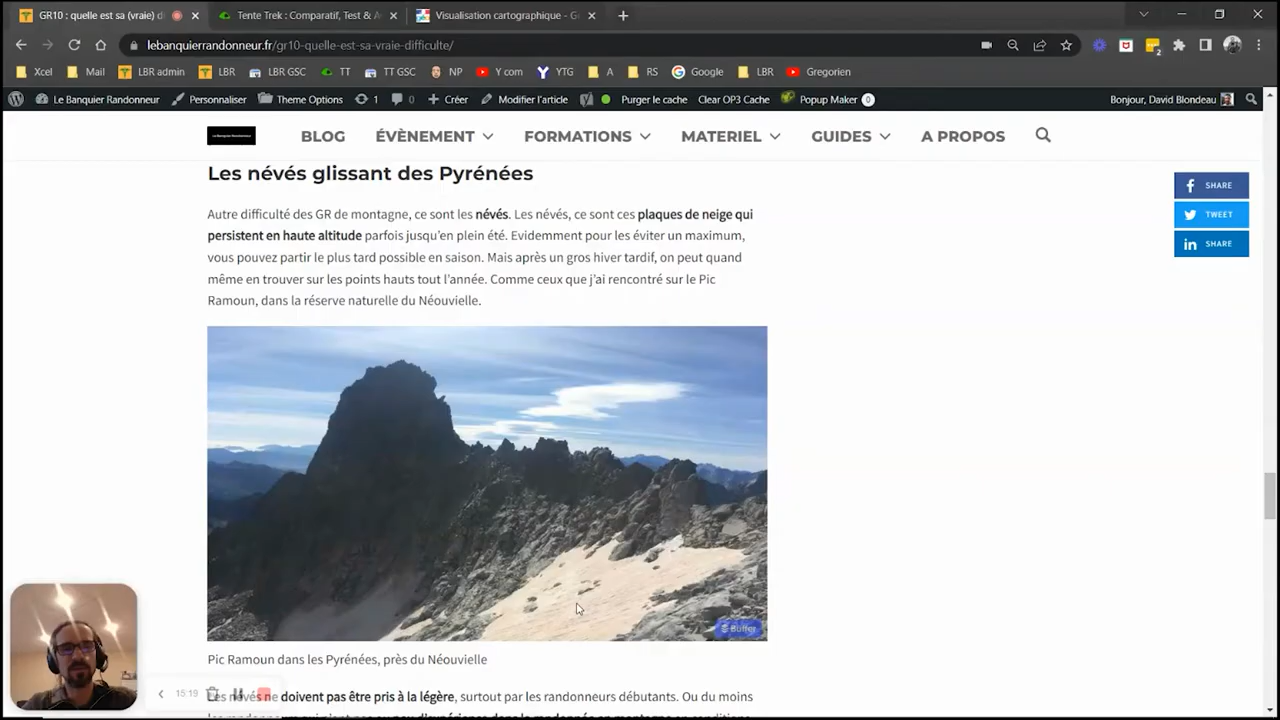 GR10 : quelle est sa (vraie) d
Tente Trek : Comparatif, Test &
Visualisation cartographique - G
lebanquierrandonneur.fr/gr10-quelle-est-sa-vraie-difficulte/
2
Xcel Mail LBR admin LBR LBR GSC TT TT GSC NP Y com YTG A RS Google LBR Gregorien
Le Banquier Randonneur Personnaliser Theme Options 1 0 Créer Modifier l'article Purger le cache Clear OP3 Cache Popup Maker 0 Bonjour, David Blondeau
BLOG ÉVÈNEMENT FORMATIONS MATERIEL GUIDES A PROPOS
Les névés glissant des Pyrénées
SHARE
TWEET
SHARE
Autre difficulté des GR de montagne, ce sont les névés. Les névés, ce sont ces plaques de neige qui
persistent en haute altitude parfois jusqu'en plein été. Evidemment pour les éviter un maximum,
vous pouvez partir le plus tard possible en saison. Mais après un gros hiver tardif, on peut quand
même en trouver sur les points hauts tout l'année. Comme ceux que j'ai rencontré sur le Pic
Ramoun, dans la réserve naturelle du Néouvielle.
Buffer
Pic Ramoun dans les Pyrénées, près du Néouvielle
15:19
Les névés ne doivent pas être pris à la légère, surtout par les randonneurs débutants. Ou du moins